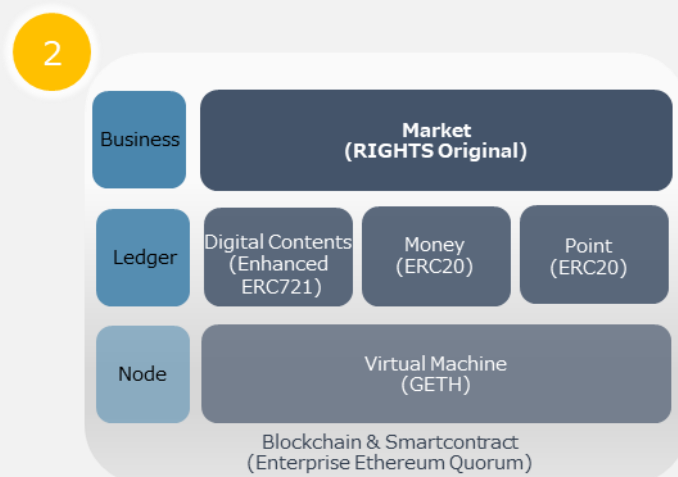 2
Business
Market
(RIGHTS Original)
Ledger
Digital Contents
(Enhanced
ERC721)
Money
(ERC20)
Point
(ERC20)
Node
Virtual Machine
(GETH)
Blockchain & Smartcontract
(Enterprise Ethereum Quorum)